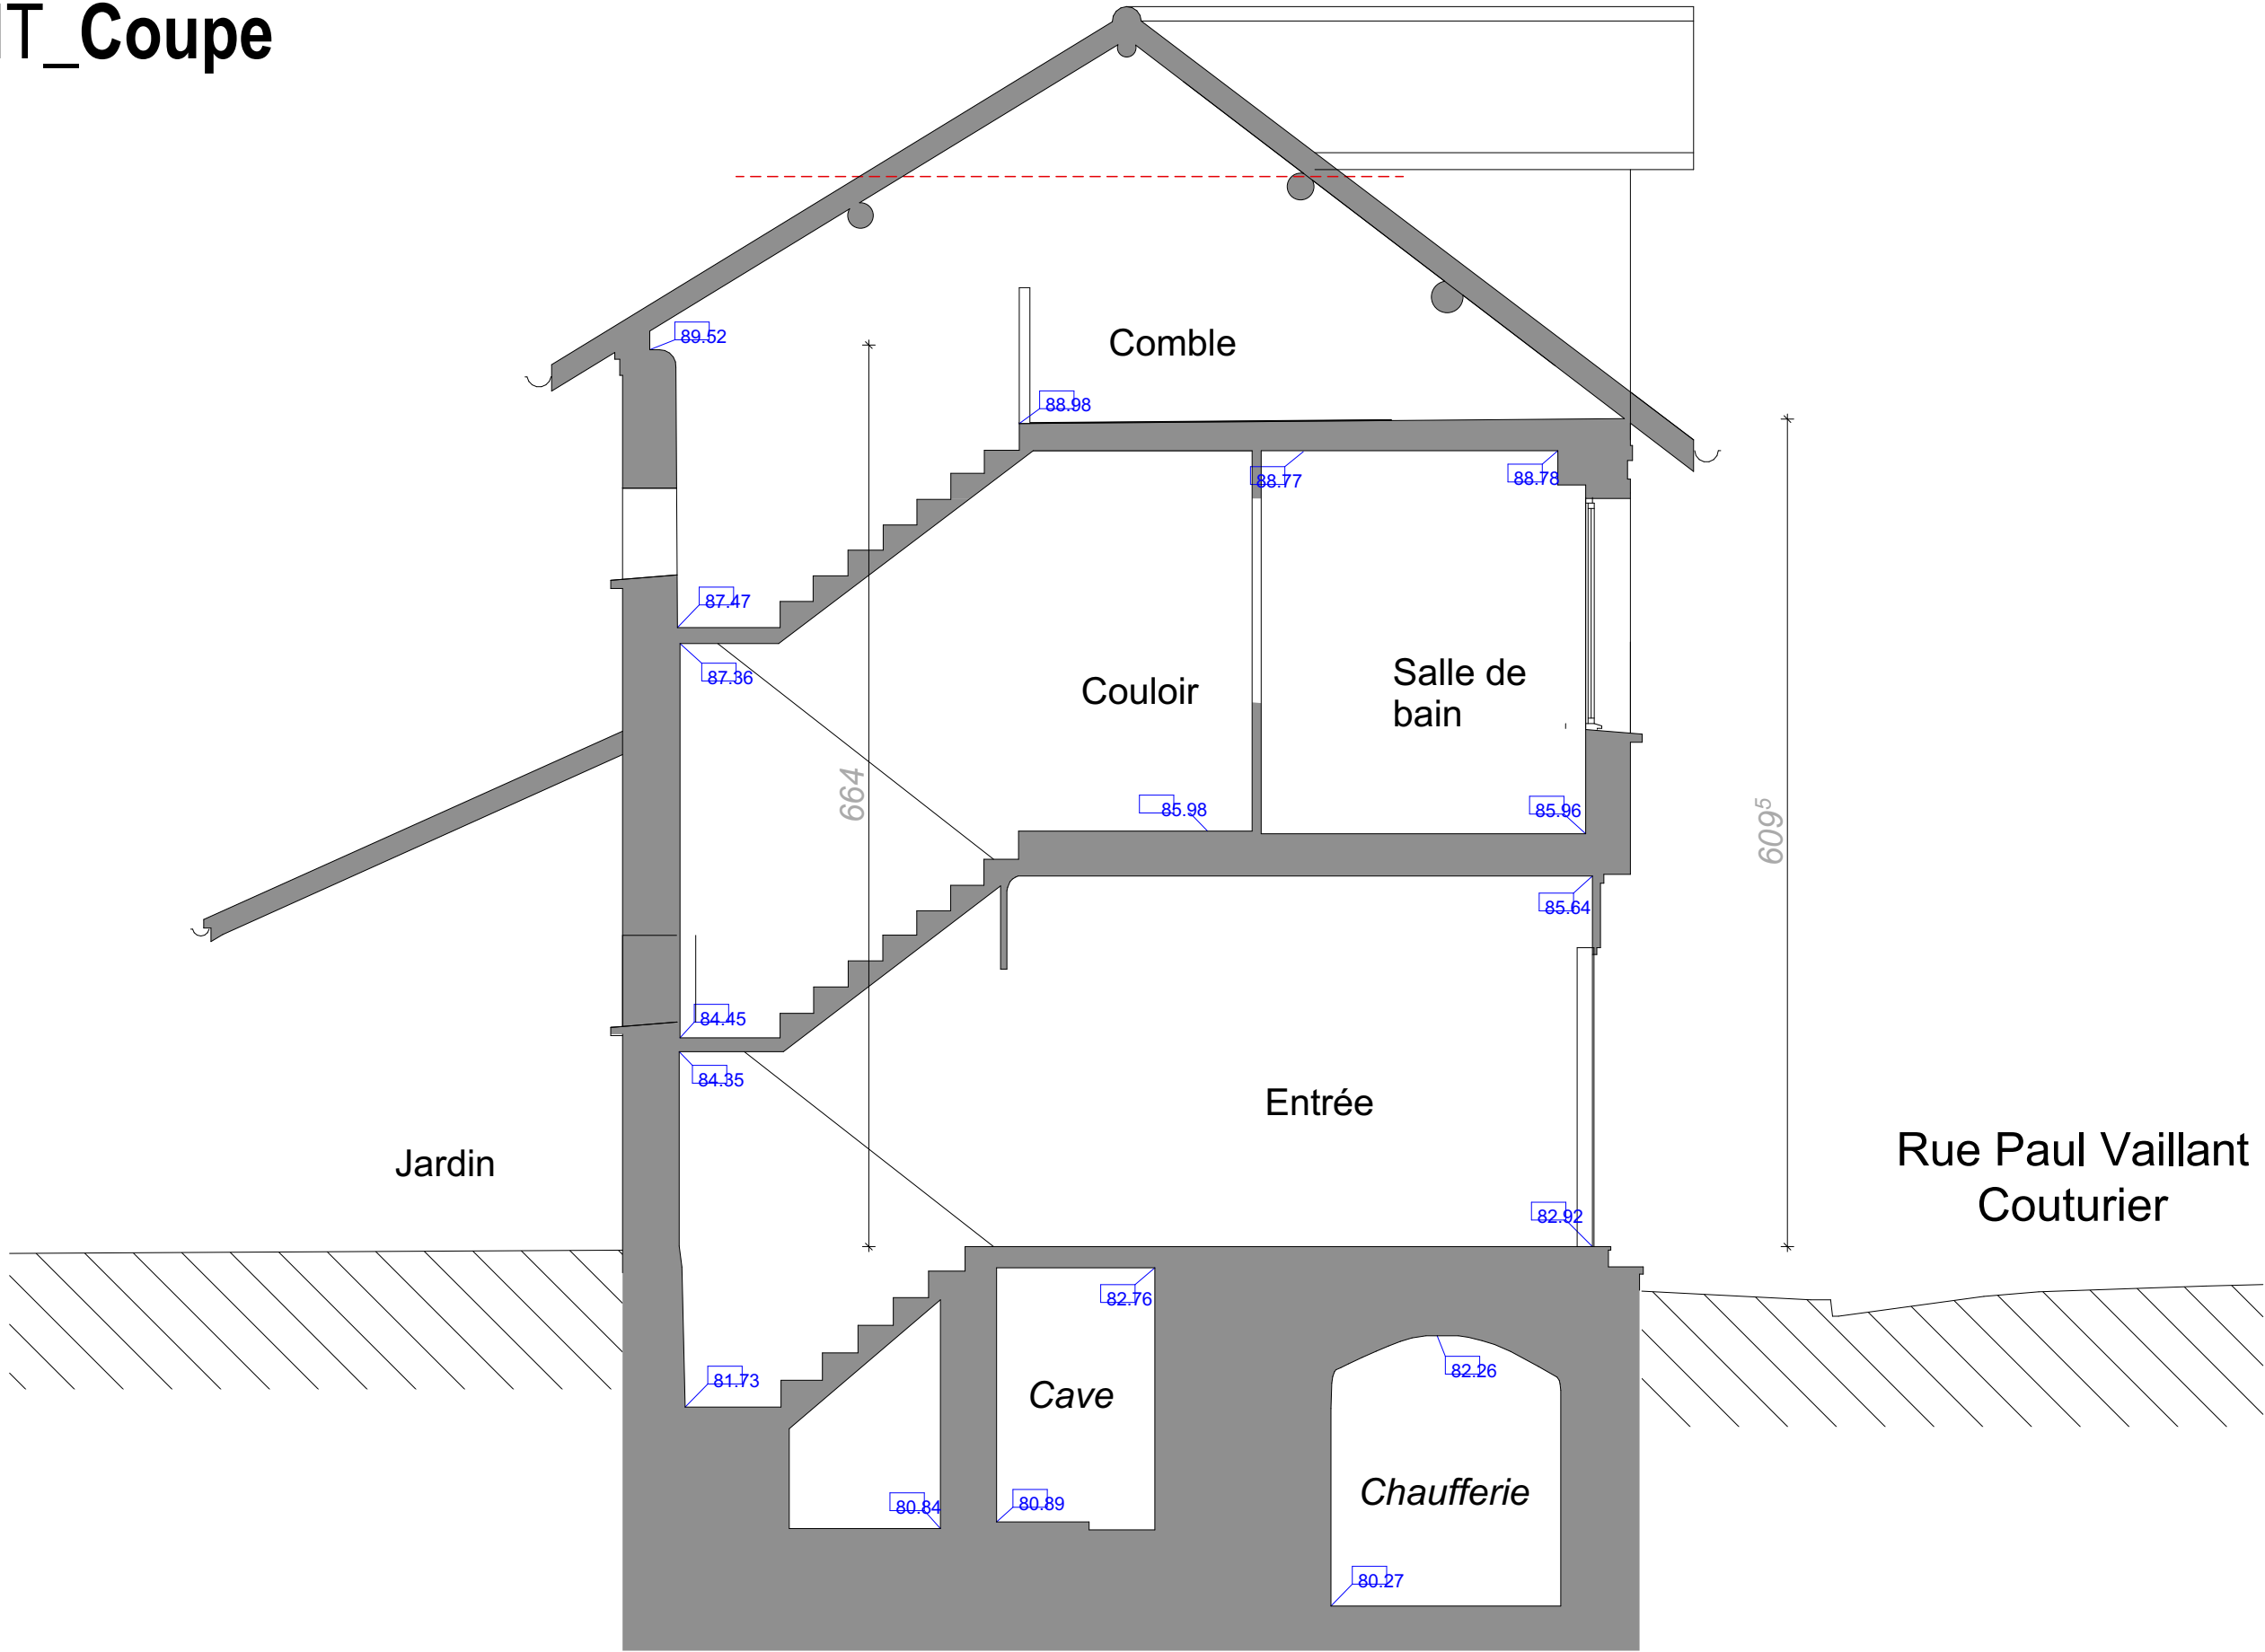 T_Coupe
89.52
Comble
88.98
88.77
88.78
87.47
87.36
Couloir
Salle de
bain
664
6095
85.98
85.96
85.64
84.45
84.35
Entrée
Jardin
Rue Paul Vaillant
Couturier
82.92
82.76
82.26
81.73
Cave
Chaufferie
80.84
80.89
80.27